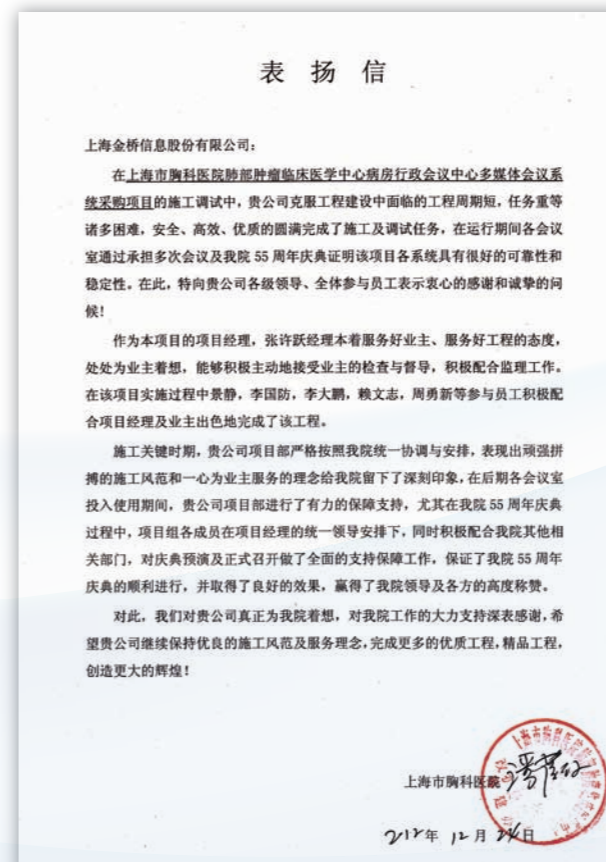 表 扬 信
上海金桥信息股份有限公司：
在上海市胸科医院肺部肿瘤临床医学中心病房行政会议中心多媒体会议系
统采购项目的施工调试中，贵公司克服工程建设中面临的工程周期短，任务重等
诸多困难，安全、高效、优质的圆满完成了施工及调试任务，在运行期间各会议
室通过承担多次会议及我院 55 周年庆典证明该项目各系统具有很好的可靠性和
稳定性。在此，特向贵公司各级领导、全体参与员工表示衷心的感谢和诚挚的问
候！
作为本项目的项目经理，张许跃经理本着服务好业主、服务好工程的态度，
处处为业主着想，能够积极主动地接受业主的检查与督导，积极配合监理工作。
在该项目实施过程中景静，李国防，李大鹏，赖文志，周勇新等参与员工积极配
合项目经理及业主出色地完成了该工程。
施工关键时期，贵公司项目部严格按照我院统一协调与安排，表现出顽强拼
搏的施工风范和一心为业主服务的理念给我院留下了深刻印象，在后期各会议室
投入使用期间，贵公司项目部进行了有力的保障支持，尤其在我院 55 周年庆典
过程中，项目组各成员在项目经理的统一领导安排下，同时积极配合我院其他相
关部门，对庆典预演及正式召开做了全面的支持保障工作，保证了我院 55 周年
庆典的顺利进行，并取得了良好的效果，赢得了我院领导及各方的高度称赞。
对此，我们对贵公司真正为我院着想，对我院工作的大力支持深表感谢，希
望贵公司继续保持优良的施工风范及服务理念，完成更多的优质工程，精品工程，
创造更大的辉煌！
上海市胸科医院
2012年 12月 24日